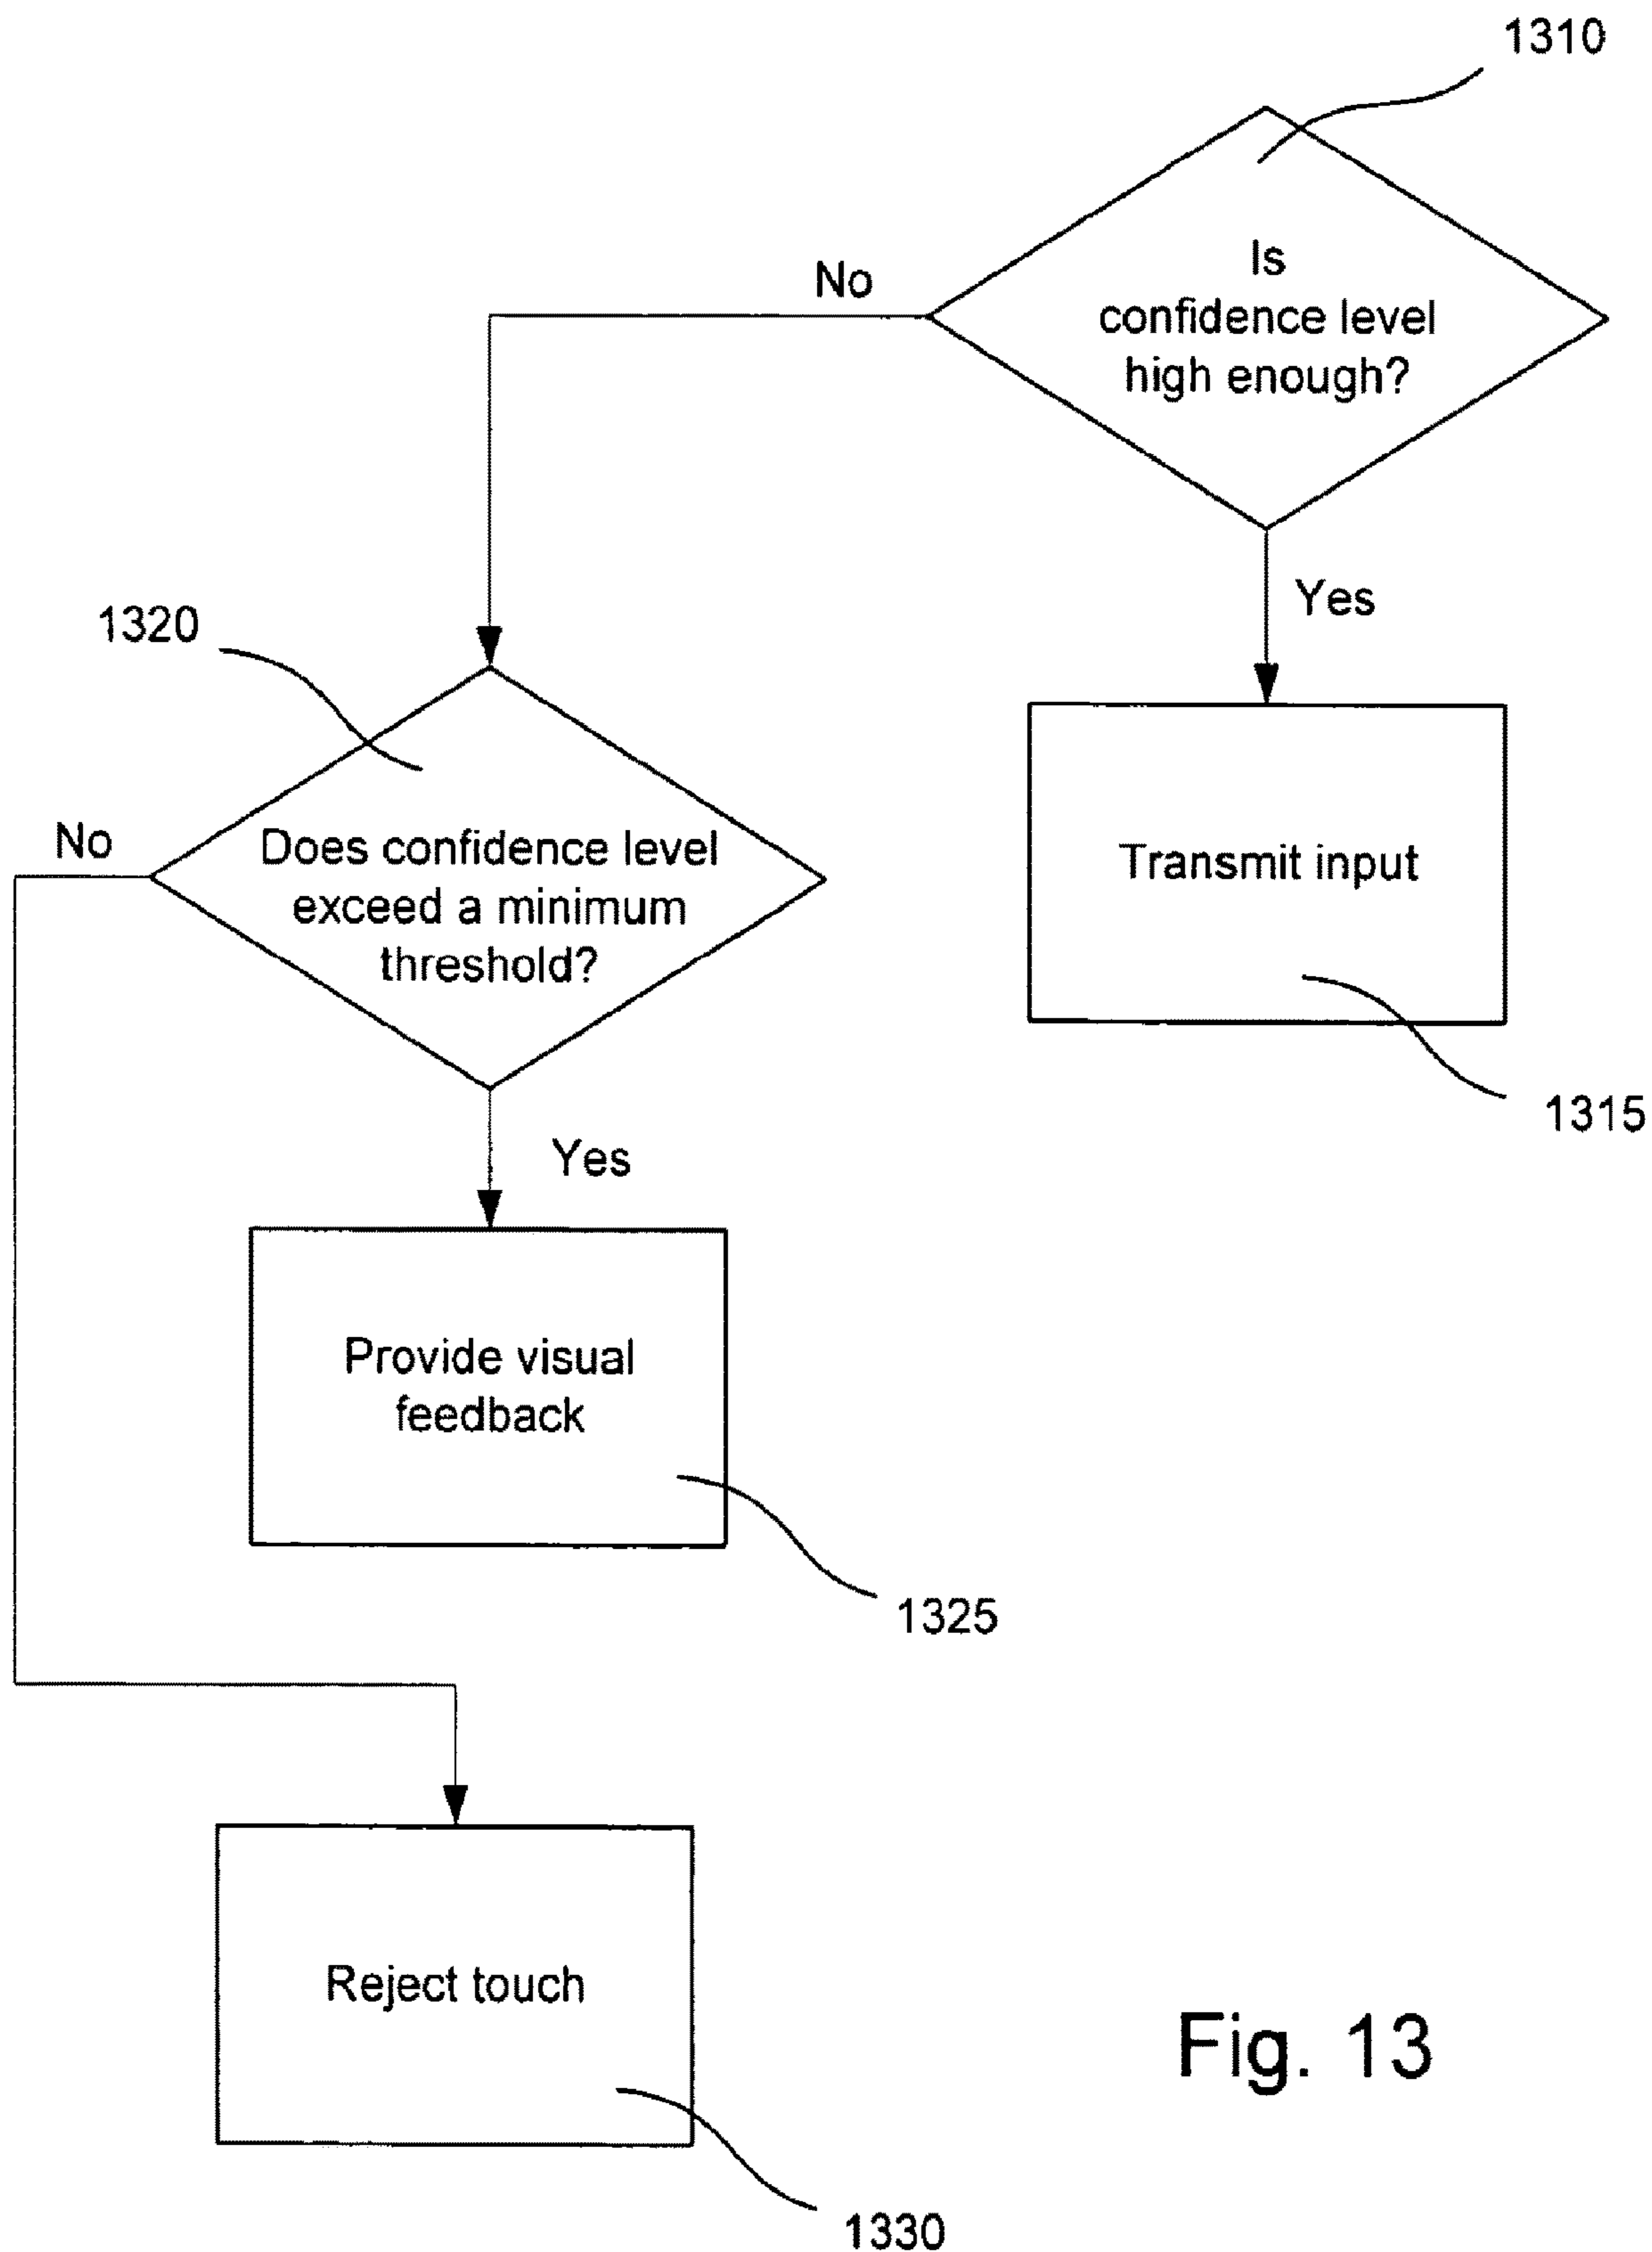 1310
Is
confidence level
high enough?
No
Yes
1320
Transmit input
No
Does confidence level
exceed a minimum
threshold?
1315
Yes
Provide visual
feedback
1325
Reject touch
Fig. 13
1330